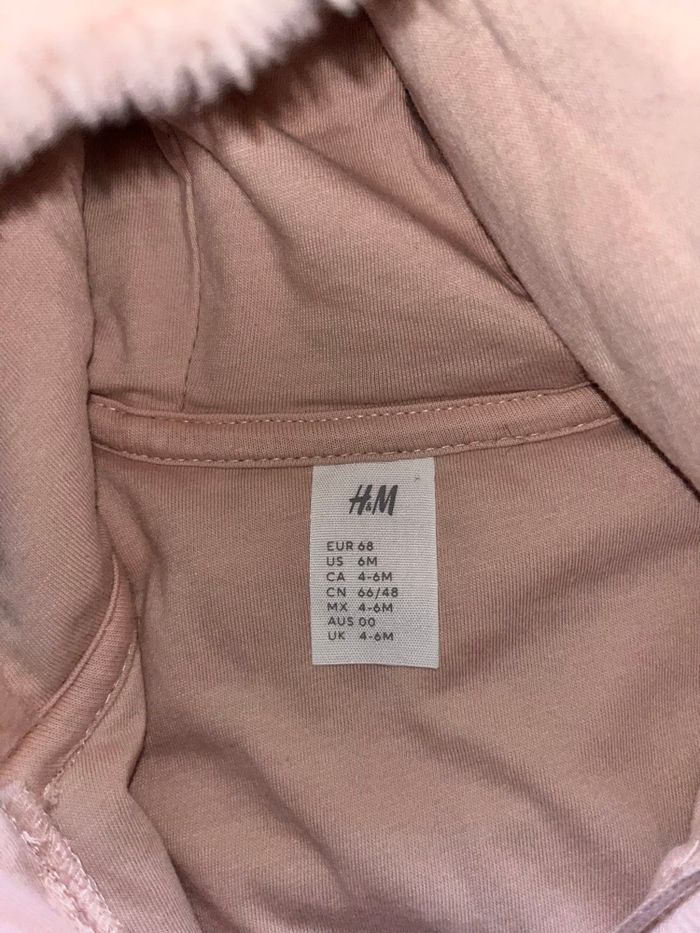 H&M
EUR 68
US 6M
CA 4-6M
CN 66/48
MX 4-6M
AUS 00
UK 4-6M